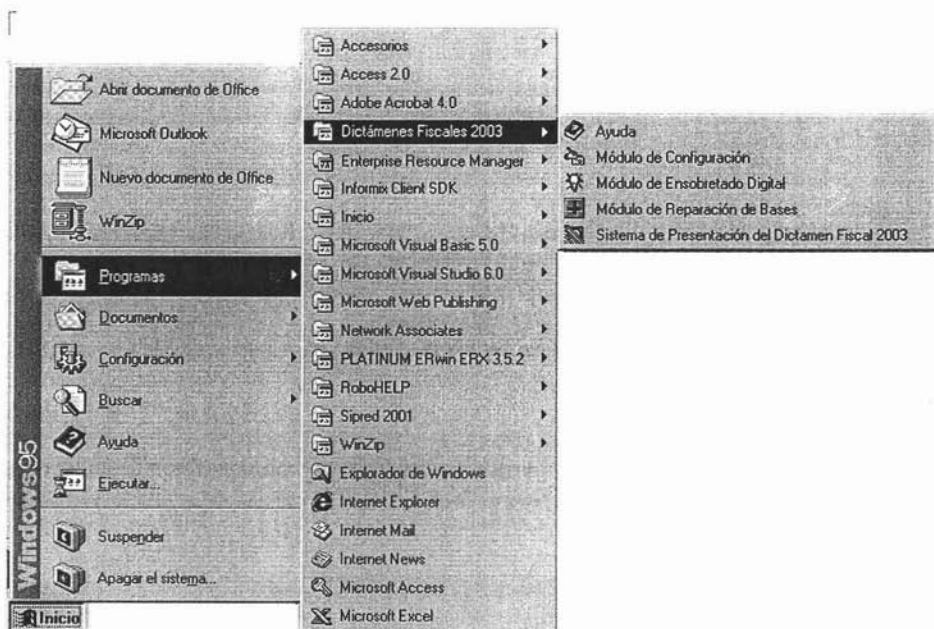 Abrir documento de Office
Microsoft Outlook
Nuevo documento de Office
WinZip
Programas
Documentos
Configuración
Buscar
Ayuda
Ejecutar...
Suspender
Apagar el sistema...
Windows95
Inicio
Accesorios
Access 2.0
Adobe Acrobat 4.0
Dictámenes Fiscales 2003
Enterprise Resource Manager
Informix Client SDK
Inicio
Microsoft Visual Basic 5.0
Microsoft Visual Studio 6.0
Microsoft Web Publishing
Network Associates
PLATINUM ERwin ERX 3.5.2
RoboHELP
Sipred 2001
WinZip
Explorador de Windows
Internet Explorer
Internet Mail
Internet News
Microsoft Access
Microsoft Excel
Ayuda
Módulo de Configuración
Módulo de Ensobretado Digital
Módulo de Reparación de Bases
Sistema de Presentación del Dictamen Fiscal 2003